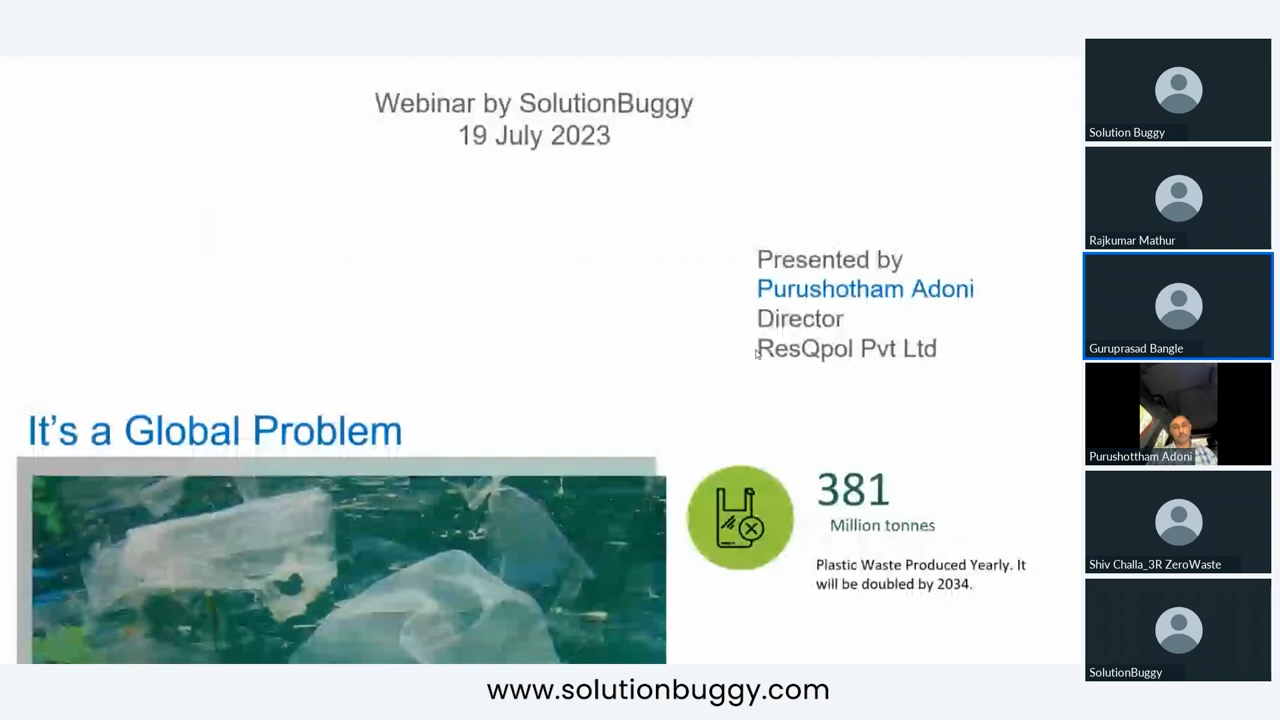 Webinar by SolutionBuggy
19 July 2023
Presented by
Purushotham Adoni
Director
ResQpol Pvt Ltd
It's a Global Problem
381
Million tonnes
Plastic Waste Produced Yearly. It
will be doubled by 2034.
Solution Buggy
Rajkumar Mathur
Guruprasad Bangle
Purushottham Adoni
Shiv Challa_3R ZeroWaste
SolutionBuggy
www.solutionbuggy.com